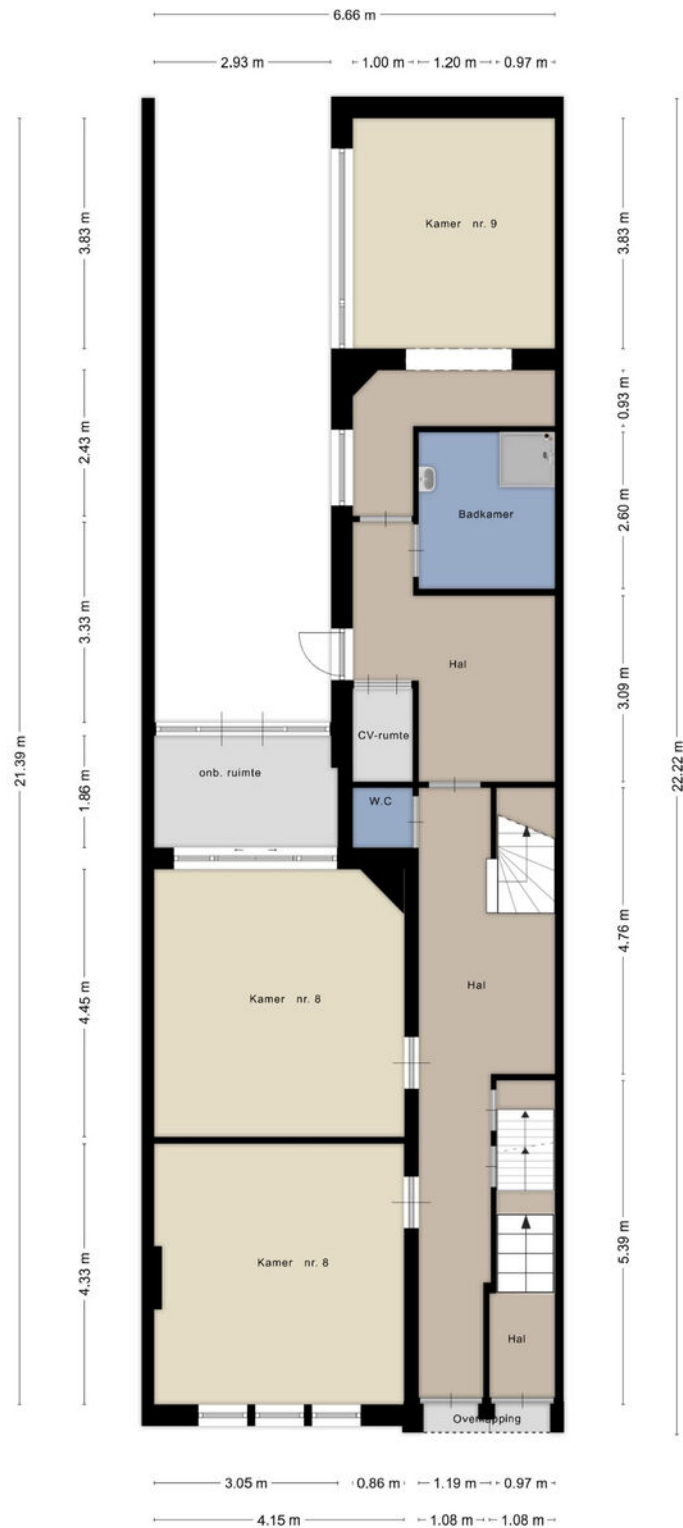 6.66 m
2.93 m
1.00 m
1.20 m
0.97 m
3.83 m
Kamer nr. 9
3.83 m
0.93 m
2.43 m
2.60 m
Badkamer
3.33 m
Hal
3.09 m
CV-rumte
21.39 m
22.22 m
onb. ruimte
1.86 m
W.C
4.76 m
Hal
4.45 m
Kamer nr. 8
5.39 m
4.33 m
Kamer nr. 8
Hal
Overkapping
3.05 m
0.86 m
1.19 m
0.97 m
4.15 m
1.08 m
1.08 m